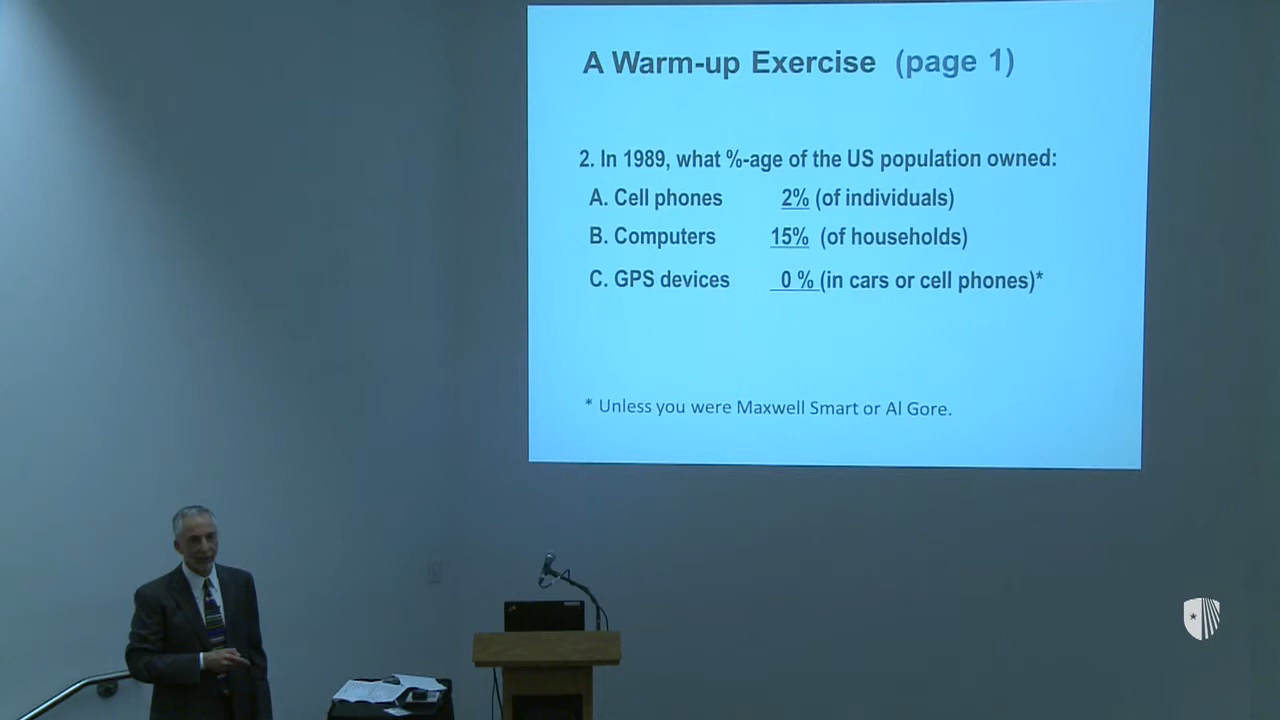 A Warm-up Exercise (page 1)
2. In 1989, what %-age of the US population owned:
A. Cell phones 2% (of individuals)
B. Computers 15% (of households)
C. GPS devices 0 % (in cars or cell phones)*
* Unless you were Maxwell Smart or Al Gore.